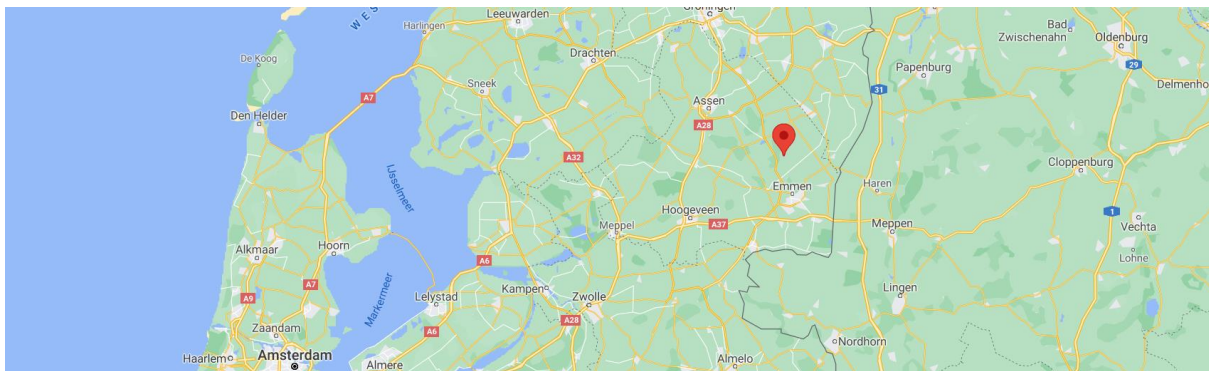 WES
Leeuwarden
Groningen
Harlingen
De Koog
Drachten
Bad
Zwischenahn
Oldenburg
29
Papenburg
Delmenho
Sneek
A7
31
Assen
Den Helder
A28
A32
Cloppenburg
IJsselmeer
Emmen
Haren
Hoogeveen
1
Meppel
A37
Meppen
Vechta
Hoorn
Alkmaar
Lohne
A6
A7
Markermeer
Kampen
Lingen
A9
Lelystad
Zwolle
A28
Zaandam
A6
Nordhorn
Haarlem
Amsterdam
Almere
Almelo